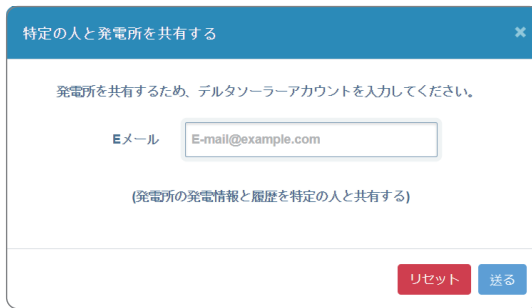 特定の人と発電所を共有する ×
発電所を共有するため、デルタソーラーアカウントを入力してください。
Eメール E-mail@example.com
(発電所の発電情報と履歴を特定の人と共有する)
リセット 送る